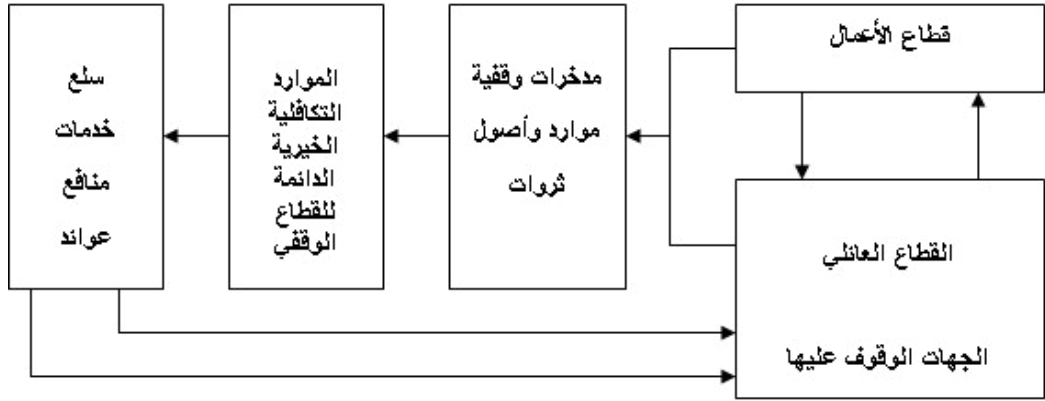 قطاع الأعمال
القطاع العائلي
الجهات الوقوف عليها
مدخرات وقفية
موارد وأصول
ثروات
الموارد
التكافلية
الخيرية
الدائمة
للقطاع
الوقفي
سلع
خدمات
منافع
عوائد